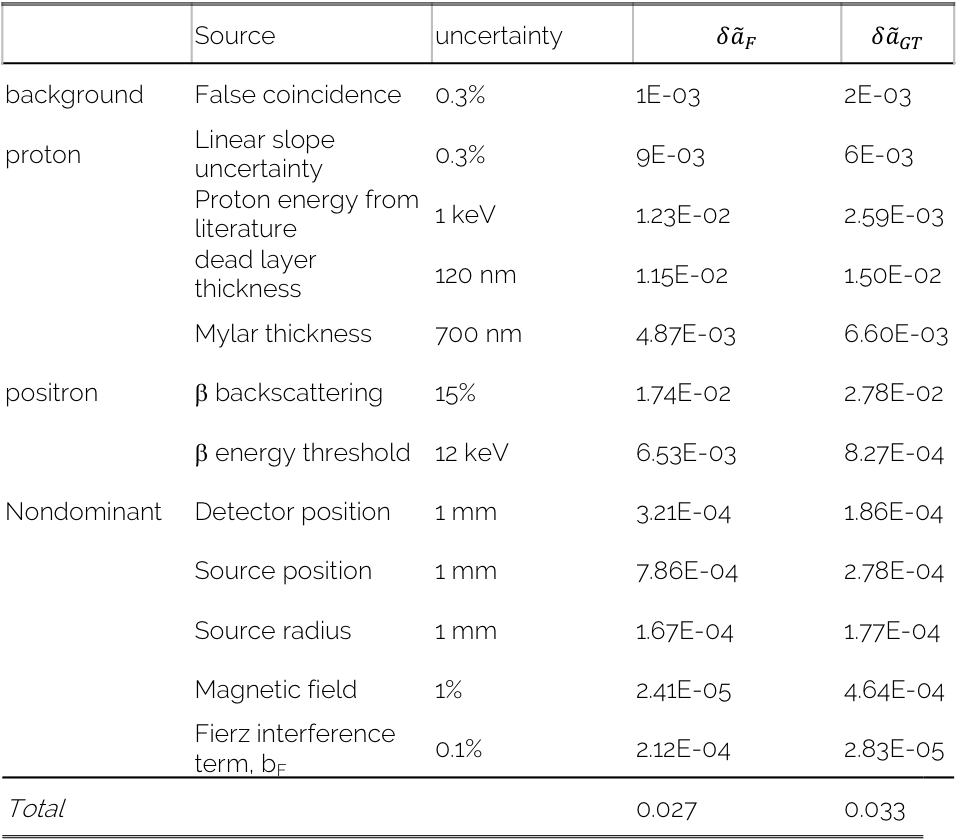 Source uncertainty δãF δãGT
background False coincidence 0.3% 1E-03 2E-03
proton Linear slope uncertainty 0.3% 9E-03 6E-03
Proton energy from literature 1 keV 1.23E-02 2.59E-03
dead layer thickness 120 nm 1.15E-02 1.50E-02
Mylar thickness 700 nm 4.87E-03 6.60E-03
positron β backscattering 15% 1.74E-02 2.78E-02
β energy threshold 12 keV 6.53E-03 8.27E-04
Nondominant Detector position 1 mm 3.21E-04 1.86E-04
Source position 1 mm 7.86E-04 2.78E-04
Source radius 1 mm 1.67E-04 1.77E-04
Magnetic field 1% 2.41E-05 4.64E-04
Fierz interference term, bF 0.1% 2.12E-04 2.83E-05
Total 0.027 0.033